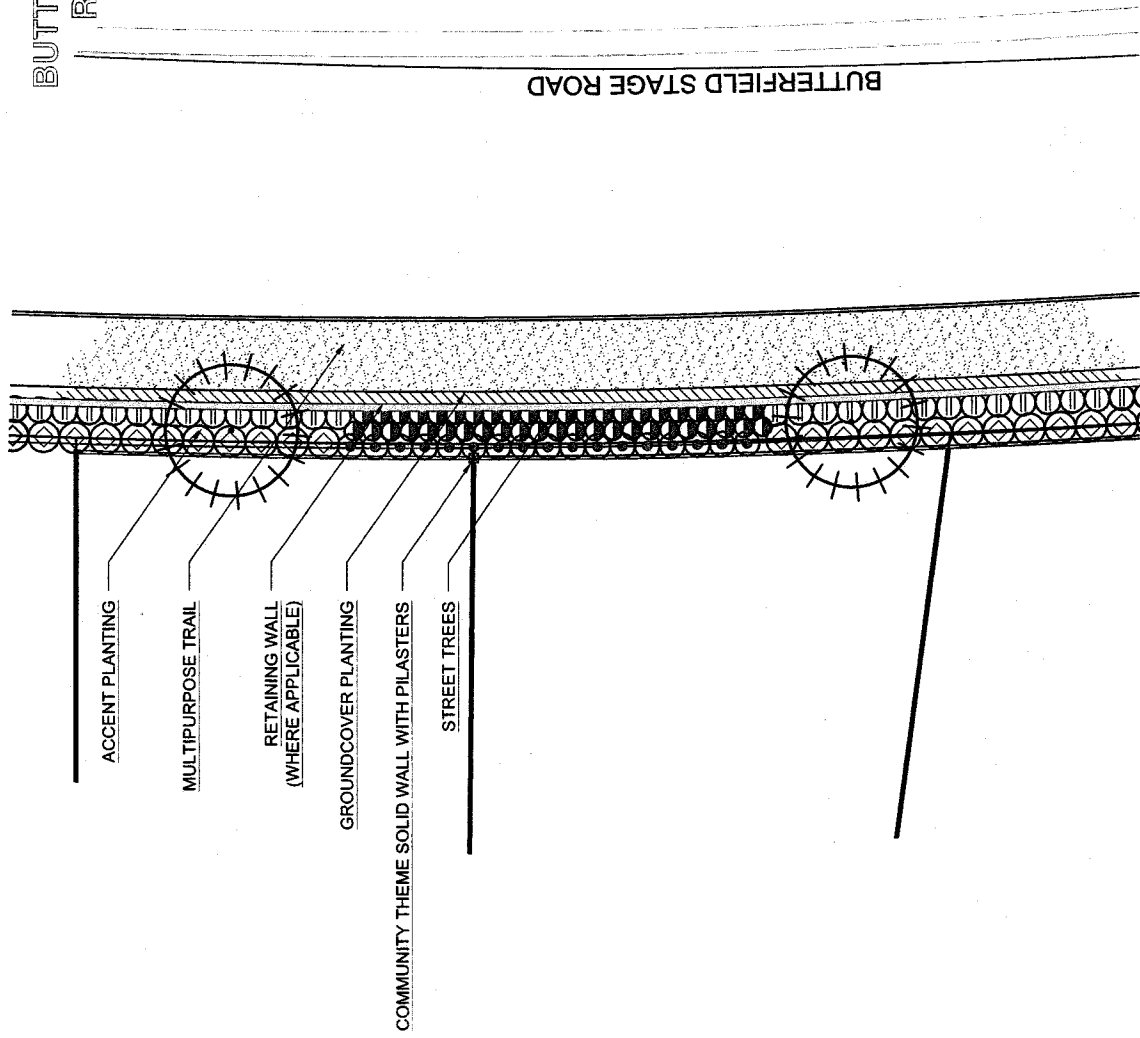 BUTT
R
BUTTERFIELD STAGE ROAD
ACCENT PLANTING
MULTIPURPOSE TRAIL
RETAINING WALL
(WHERE APPLICABLE)
GROUNDCOVER PLANTING
COMMUNITY THEME SOLID WALL WITH PILASTERS
STREET TREES